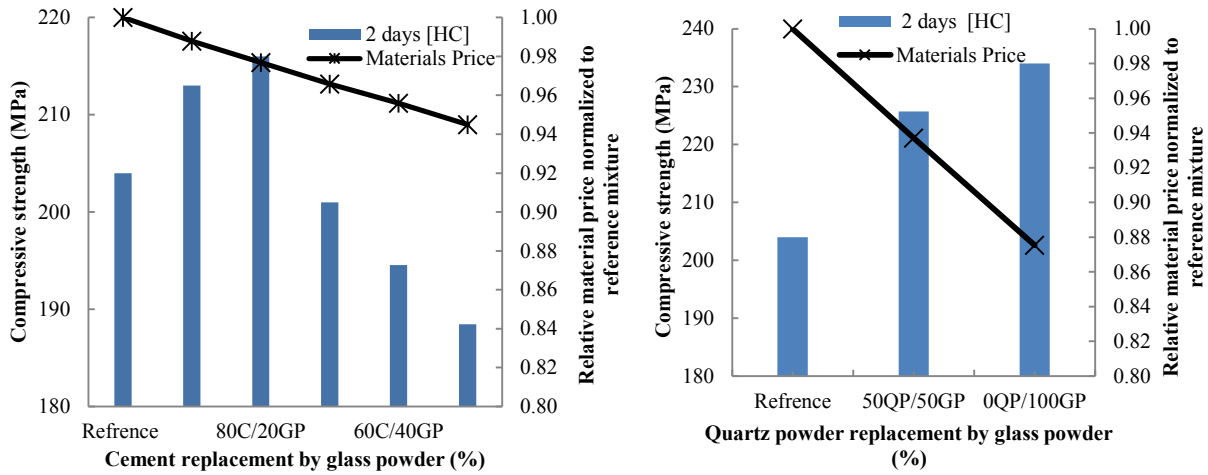 220
210
200
190
180
Compressive strength (MPa)
2 days [HC]
Materials Price
1.00
0.98
0.96
0.94
0.92
0.90
0.88
0.86
0.84
0.82
0.80
Relative material price normalized to
reference mixture
Refrence
80C/20GP
60C/40GP
Cement replacement by glass powder (%)
240
230
220
210
200
190
180
Compressive strength (MPa)
2 days [HC]
Materials Price
1.00
0.98
0.96
0.94
0.92
0.90
0.88
0.86
0.84
0.82
0.80
Relative material price normalized to
reference mixture
Refrence
50QP/50GP
0QP/100GP
Quartz powder replacement by glass powder
(%)